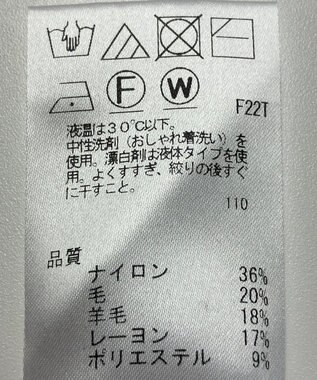 F W
F22T
液温は30℃以下。
中性洗剤(おしゃれ着洗い)を
使用。漂白剤は液体タイプを使
用。よくすすぎ、絞りの後すぐ
に干すこと。
110
品質
ナイロン 36%
毛 20%
羊毛 18%
レーヨン 17%
ポリエステル 9%